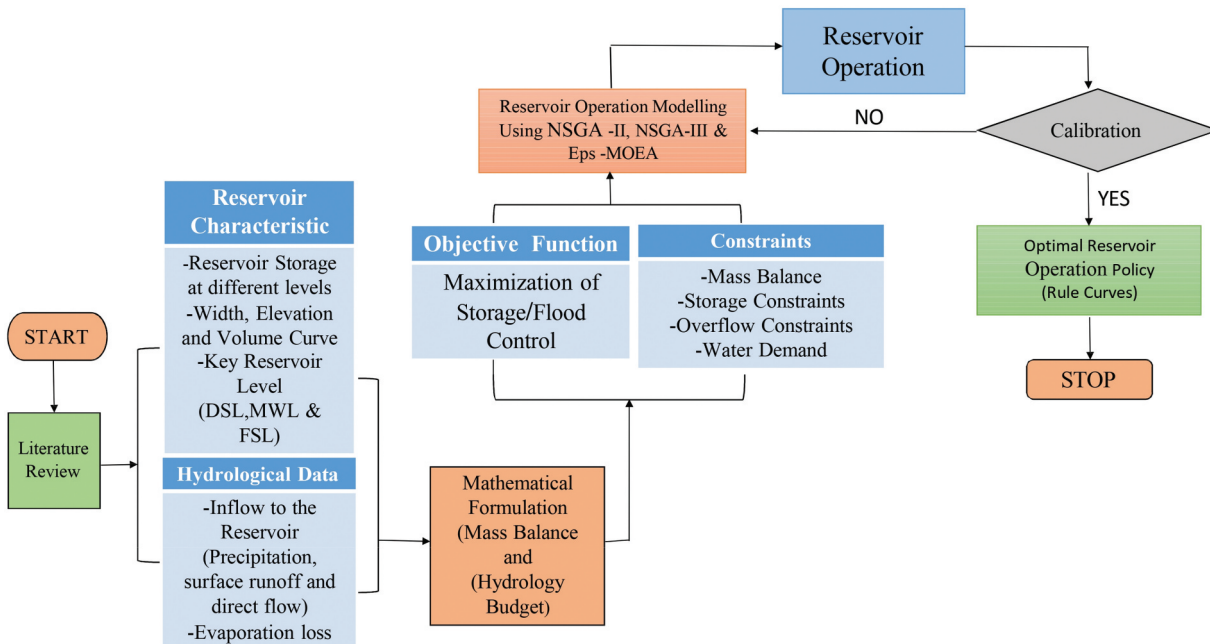 START
Literature
Review
Reservoir
Characteristic
-Reservoir Storage
at different levels
-Width, Elevation
and Volume Curve
-Key Reservoir
Level
(DSL,MWL &
FSL)
Hydrological Data
-Inflow to the
Reservoir
(Precipitation,
surface runoff and
direct flow)
-Evaporation loss
Mathematical
Formulation
(Mass Balance and
(Hydrology
Budget)
Objective Function
Maximization of
Storage/Flood
Control
Constraints
-Mass Balance
-Storage Constraints
-Overflow Constraints
-Water Demand
Reservoir Operation Modelling
Using NSGA -II, NSGA-III &
Eps -MOEA
Reservoir
Operation
Calibration
NO
YES
Optimal Reservoir
Operation Policy
(Rule Curves)
STOP